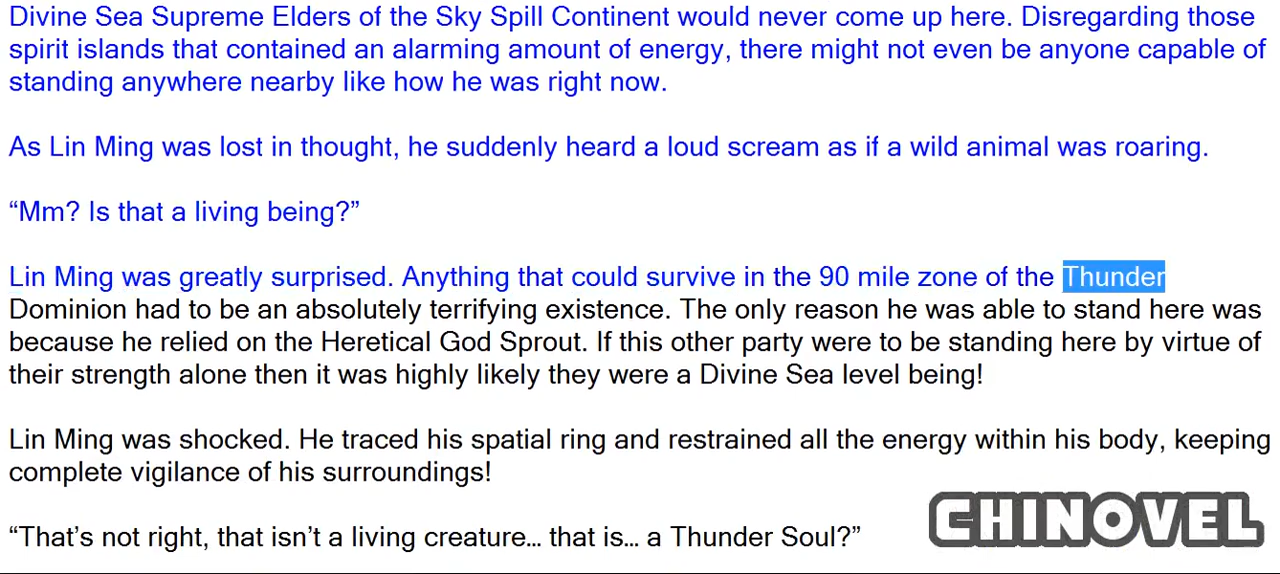 Divine Sea Supreme Elders of the Sky Spill Continent would never come up here. Disregarding those
spirit islands that contained an alarming amount of energy, there might not even be anyone capable of
standing anywhere nearby like how he was right now.
As Lin Ming was lost in thought, he suddenly heard a loud scream as if a wild animal was roaring.
“Mm? Is that a living being?”
Lin Ming was greatly surprised. Anything that could survive in the 90 mile zone of the Thunder
Dominion had to be an absolutely terrifying existence. The only reason he was able to stand here was
because he relied on the Heretical God Sprout. If this other party were to be standing here by virtue of
their strength alone then it was highly likely they were a Divine Sea level being!
Lin Ming was shocked. He traced his spatial ring and restrained all the energy within his body, keeping
complete vigilance of his surroundings!
“That’s not right, that isn’t a living creature… that is… a Thunder Soul?”
CHINOVEL